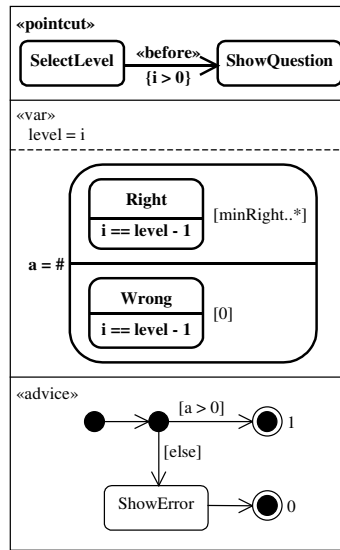 «pointcut»
«before»
SelectLevel
ShowQuestion
{i > 0}
«var»
level = i
Right
[minRight..*]
i == level - 1
a = #
Wrong
[0]
i == level - 1
«advice»
[a > 0]
1
[else]
ShowError
0